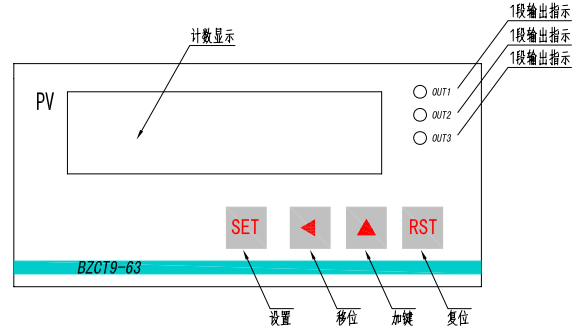 1段输出指示
计数显示
1段输出指示
1段输出指示
PV
OUT1
OUT2
OUT3
SET
RST
BZCT9-63
设置
移位
加键
复位